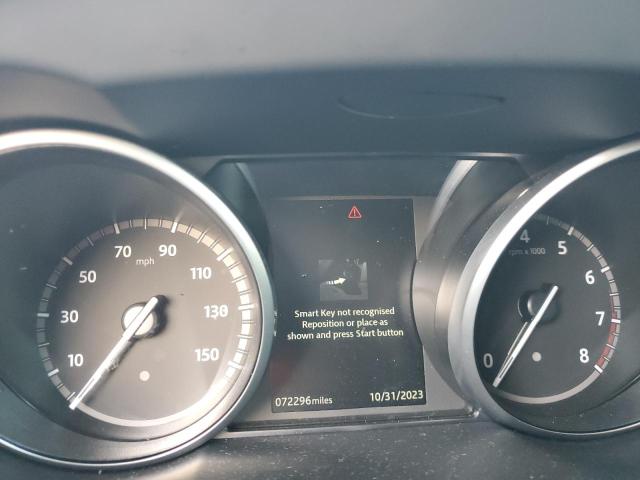 70
90
mph
50
110
30
130
10
150
Smart Key not recognised
Reposition or place as
shown and press Start button
072296miles
10/31/2023
4
5
rpm x 1000
6
7
0
8